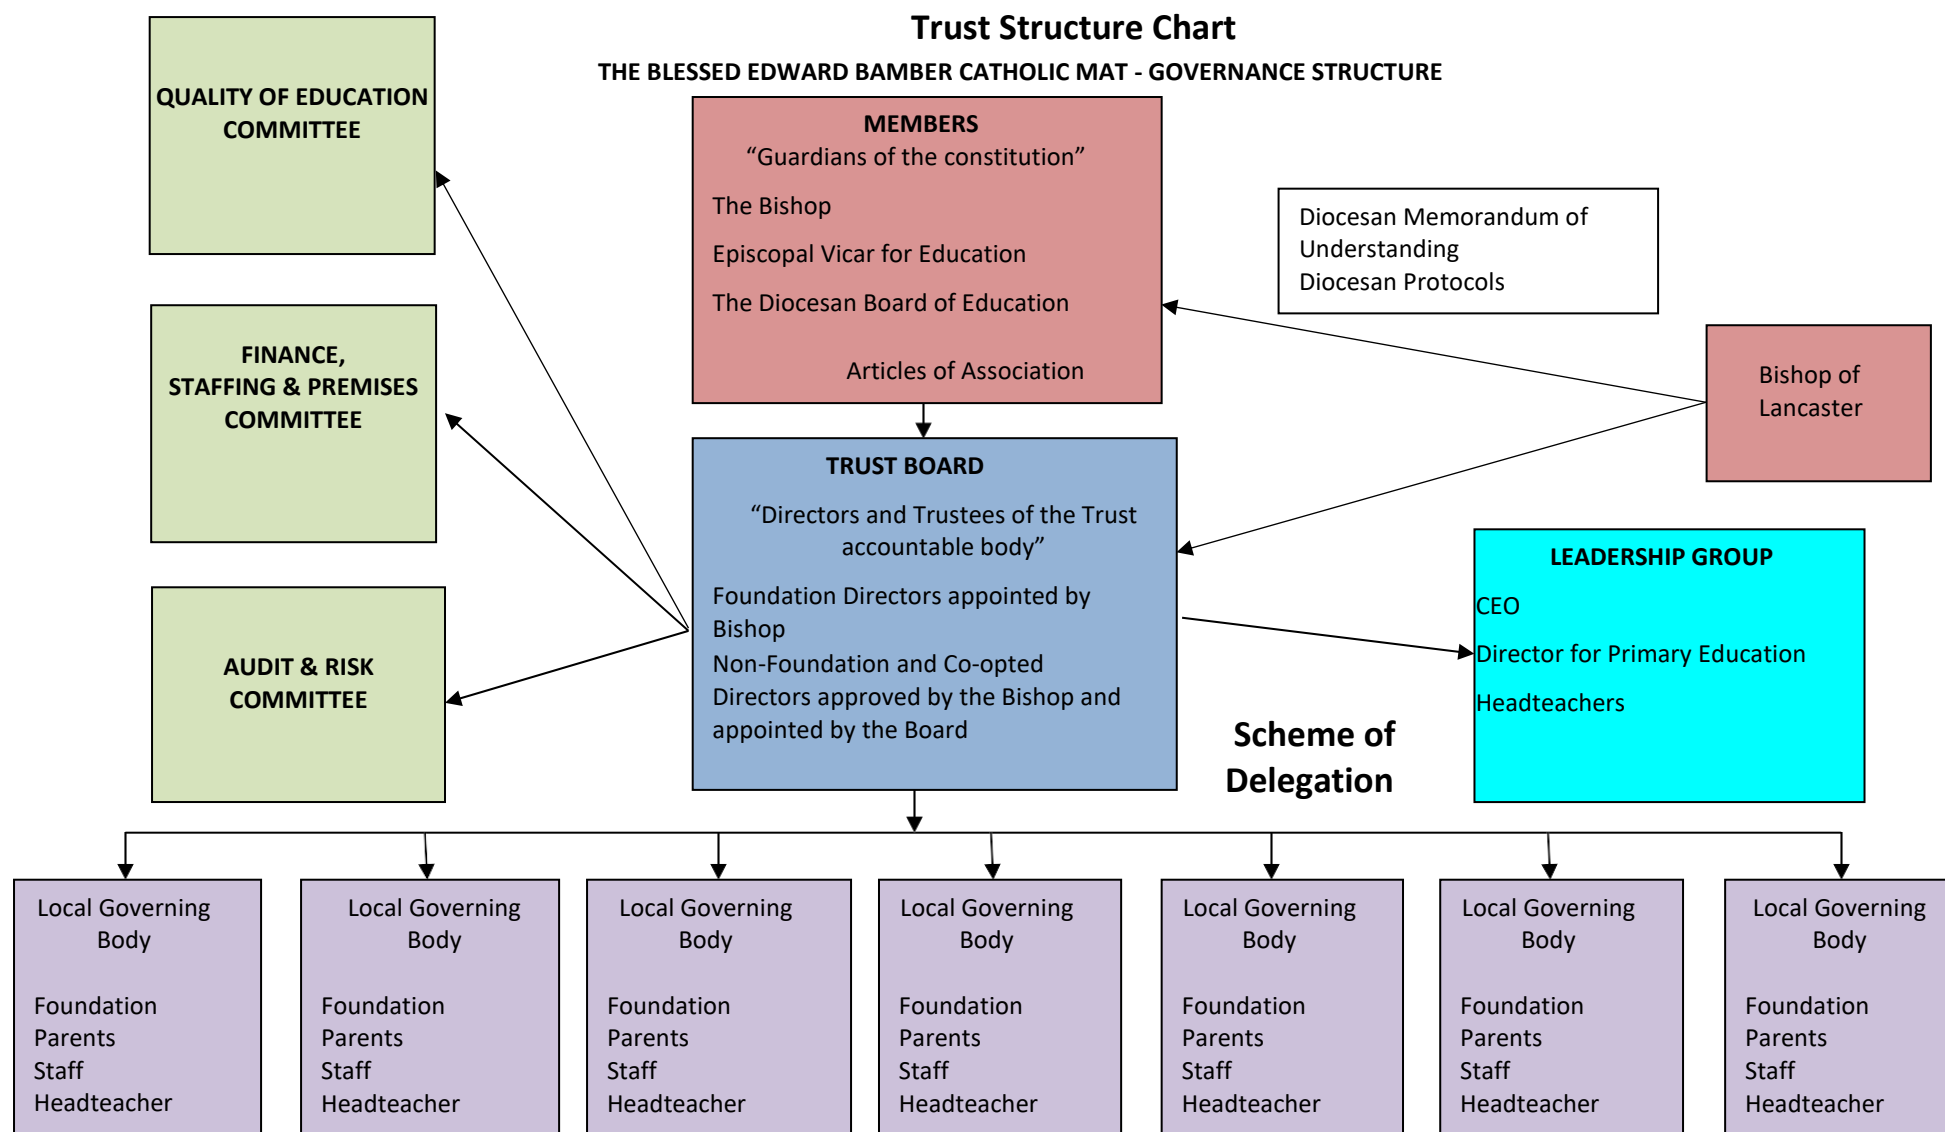 Trust Structure Chart
THE BLESSED EDWARD BAMBER CATHOLIC MAT - GOVERNANCE STRUCTURE
QUALITY OF EDUCATION
COMMITTEE
FINANCE,
STAFFING & PREMISES
COMMITTEE
AUDIT & RISK
COMMITTEE
MEMBERS
“Guardians of the constitution”
The Bishop
Episcopal Vicar for Education
The Diocesan Board of Education
Articles of Association
Diocesan Memorandum of
Understanding
Diocesan Protocols
Bishop of
Lancaster
TRUST BOARD
“Directors and Trustees of the Trust
accountable body”
Foundation Directors appointed by
Bishop
Non-Foundation and Co-opted
Directors approved by the Bishop and
appointed by the Board
LEADERSHIP GROUP
CEO
Director for Primary Education
Headteachers
Scheme of
Delegation
Local Governing
Body
Foundation
Parents
Staff
Headteacher
Local Governing
Body
Foundation
Parents
Staff
Headteacher
Local Governing
Body
Foundation
Parents
Staff
Headteacher
Local Governing
Body
Foundation
Parents
Staff
Headteacher
Local Governing
Body
Foundation
Parents
Staff
Headteacher
Local Governing
Body
Foundation
Parents
Staff
Headteacher
Local Governing
Body
Foundation
Parents
Staff
Headteacher